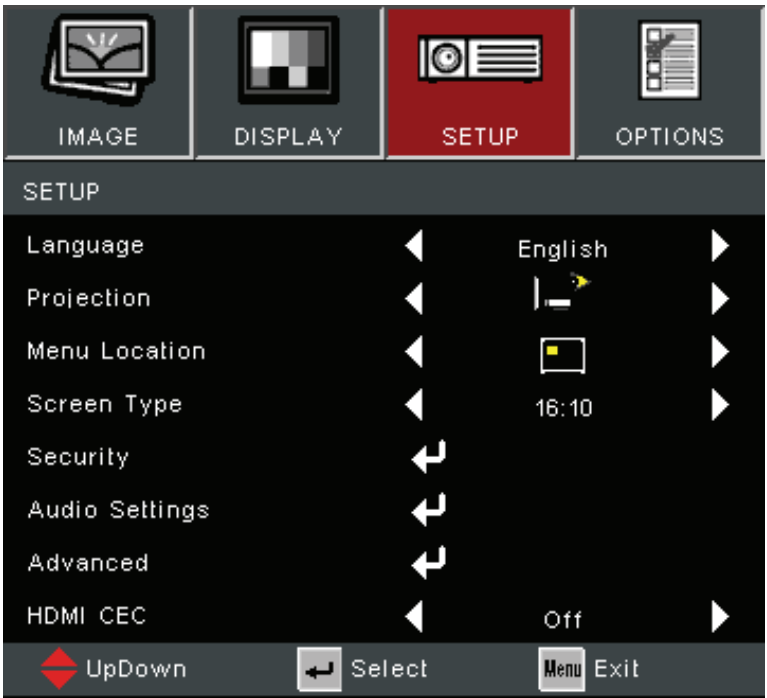 IMAGE DISPLAY SETUP OPTIONS
SETUP
Language English
Projection
Menu Location
Screen Type 16:10
Security
Audio Settings
Advanced
HDMI CEC Off
UpDown Select Menu Exit